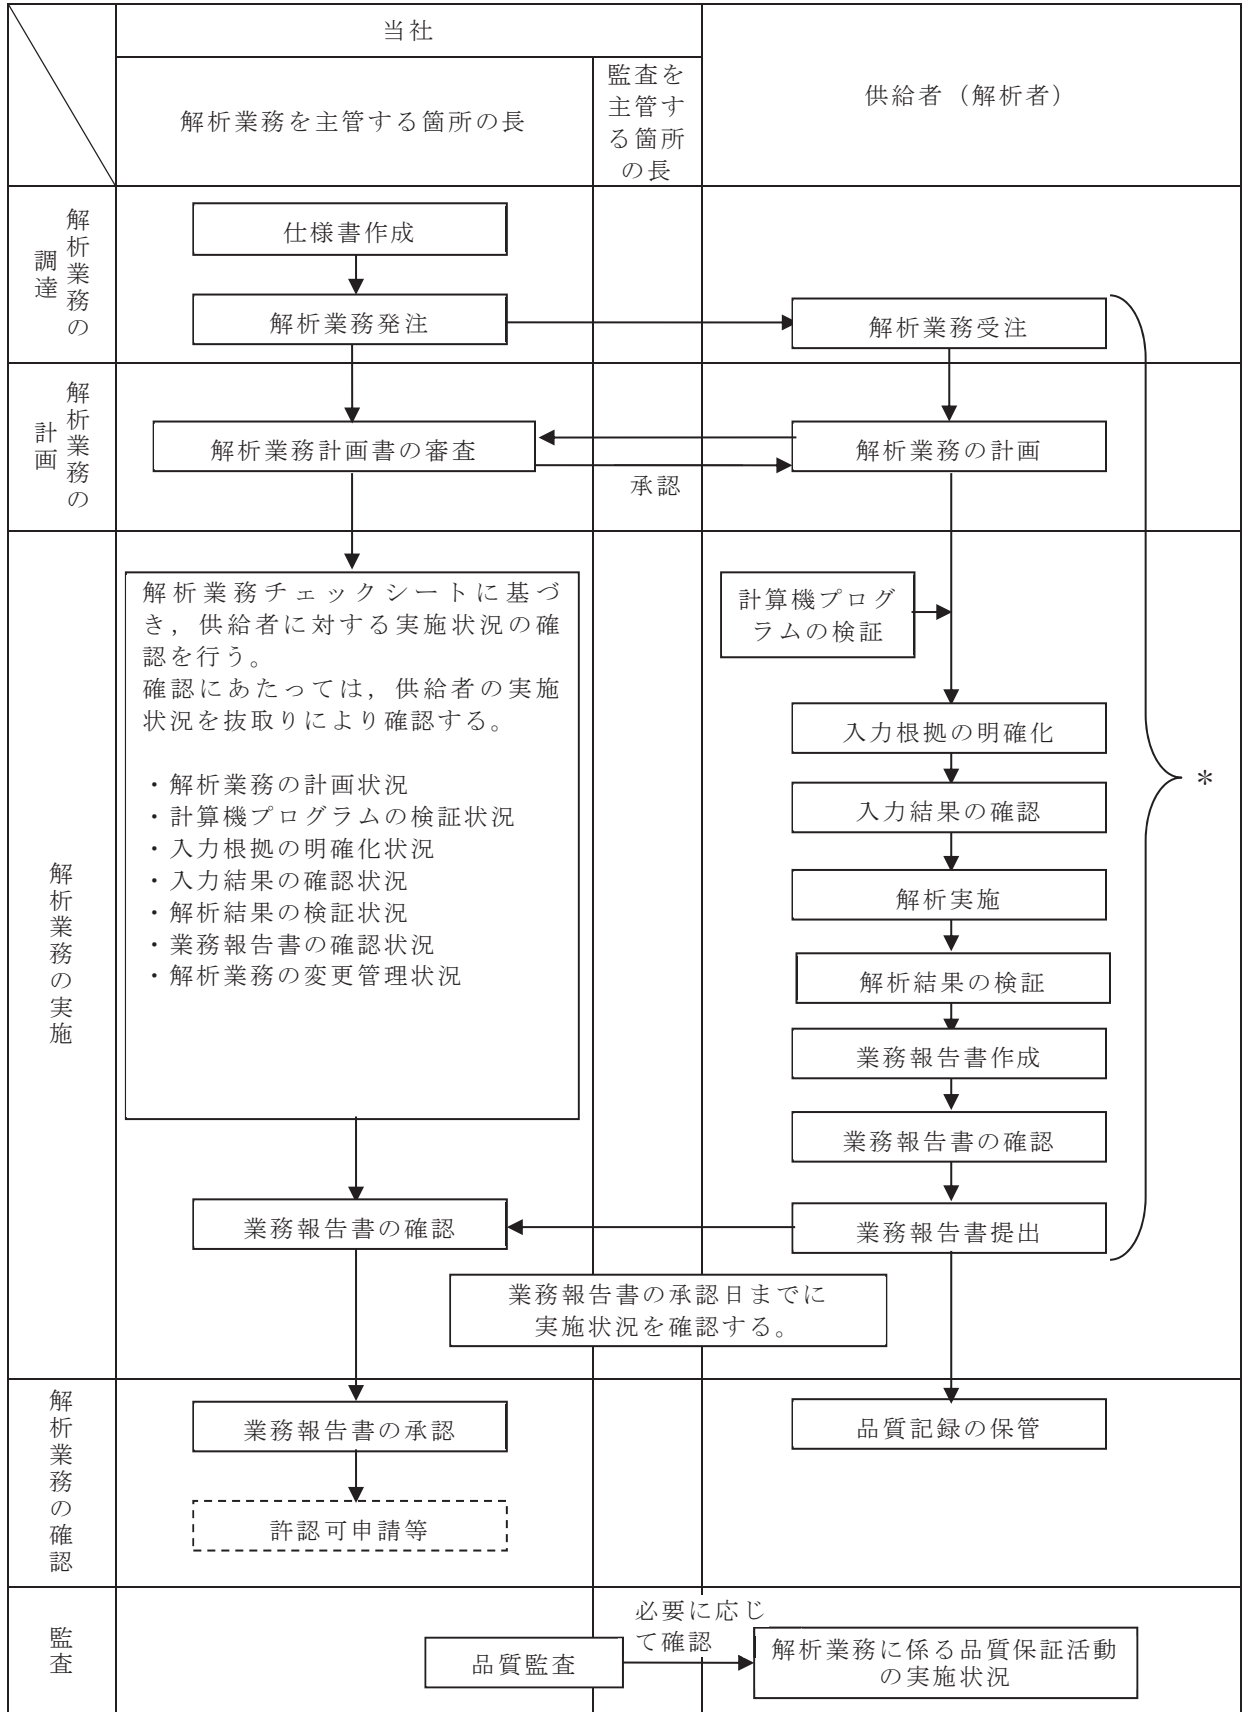 当社
解析業務を主管する箇所の長
監査を
主管す
る箇所
の長
供給者（解析者）
解析業務の
調達
仕様書作成
解析業務発注
解析業務受注
解析業務の
計画
解析業務計画書の審査
解析業務の計画
承認
解析業務の実施
解析業務チェックシートに基づ
き，供給者に対する実施状況の確
認を行う。
確認にあたっては，供給者の実施
状況を抜取りにより確認する。
・解析業務の計画状況
・計算機プログラムの検証状況
・入力根拠の明確化状況
・入力結果の確認状況
・解析結果の検証状況
・業務報告書の確認状況
・解析業務の変更管理状況
計算機プログ
ラムの検証
入力根拠の明確化
入力結果の確認
解析実施
解析結果の検証
業務報告書作成
業務報告書の確認
業務報告書提出
＊
業務報告書の確認
業務報告書の承認日までに
実施状況を確認する。
解析業務の確認
業務報告書の承認
品質記録の保管
許認可申請等
監査
品質監査
必要に応じ
て確認
解析業務に係る品質保証活動
の実施状況